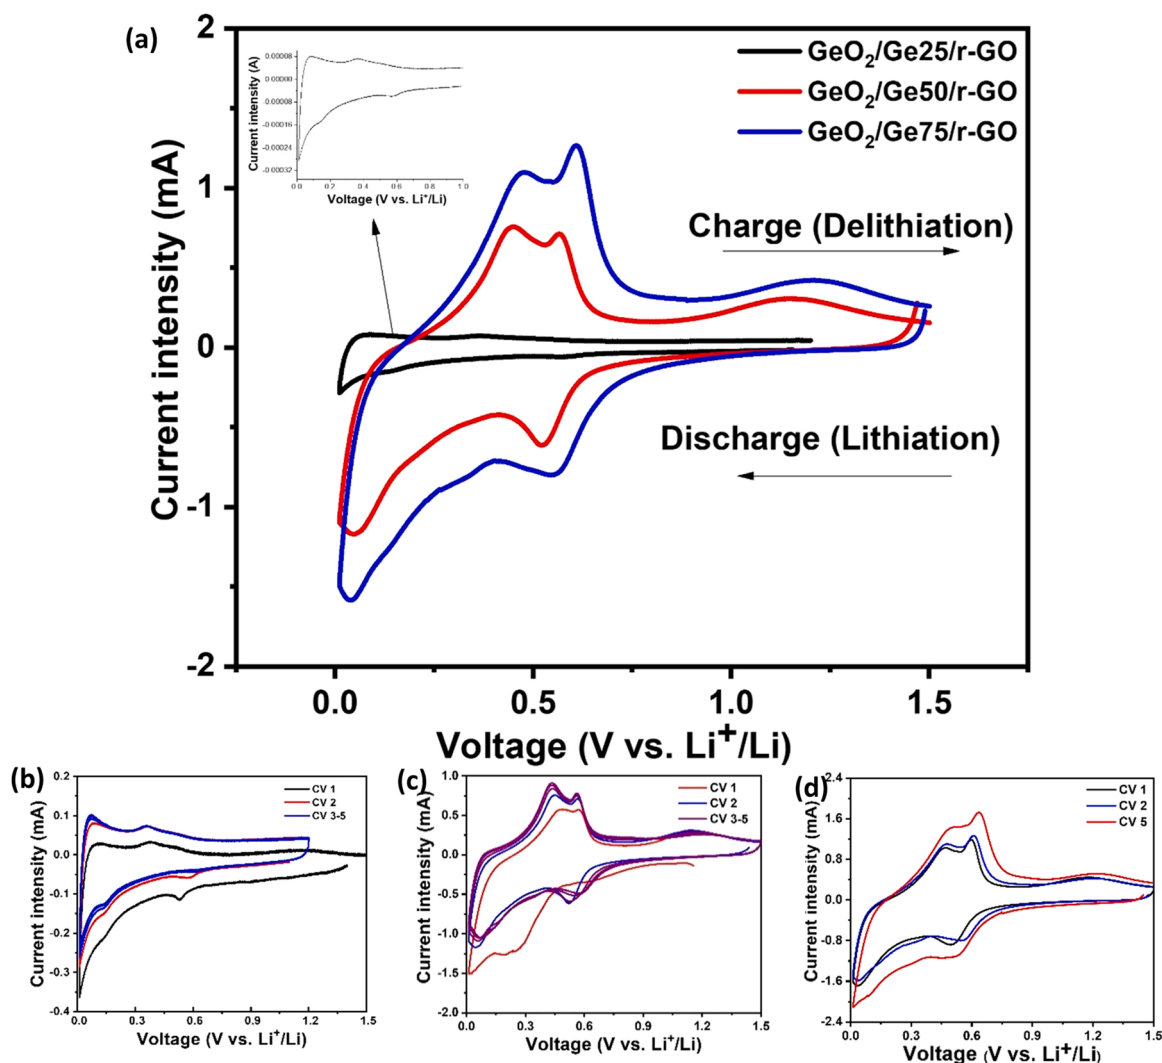 (a)
2
1
0
-1
-2
Current intensity (mA)
0.0 0.5 1.0 1.5
Voltage (V vs. Li⁺/Li)
GeO₂/Ge25/r-GO
GeO₂/Ge50/r-GO
GeO₂/Ge75/r-GO
Charge (Delithiation)
Discharge (Lithiation)
0.00008
0.00000
-0.00008
-0.00016
-0.00024
-0.00032
Current intensity (A)
0.0 0.2 0.4 0.6 0.8 1.0
Voltage (V vs. Li⁺/Li)
(b)
0.2
0.1
0.0
-0.1
-0.2
-0.3
-0.4
Current intensity (mA)
CV 1
CV 2
CV 3-5
0.0 0.3 0.6 0.9 1.2 1.5
Voltage (V vs. Li⁺/Li)
(c)
1.0
0.5
0.0
-0.5
-1.0
-1.5
-2.0
Current intensity (mA)
CV 1
CV 2
CV 3-5
0.0 0.3 0.6 0.9 1.2 1.5
Voltage (V vs. Li⁺/Li)
(d)
2.4
1.6
0.8
0.0
-0.8
-1.6
-2.4
Current intensity (mA)
CV 1
CV 2
CV 5
0.0 0.3 0.6 0.9 1.2 1.5
Voltage (V vs. Li⁺/Li)